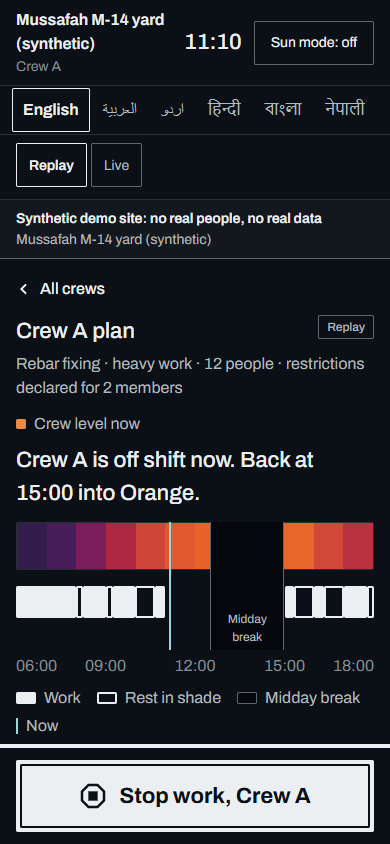 Mussafah M-14 yard
(synthetic)
Crew A
11:10
Sun mode: off
English
العربية
اردو
हिन्दी
বাংলা
नेपाली
Replay
Live
Synthetic demo site: no real people, no real data
Mussafah M-14 yard (synthetic)
All crews
Crew A plan
Replay
Rebar fixing · heavy work · 12 people · restrictions
declared for 2 members
Crew level now
Crew A is off shift now. Back at
15:00 into Orange.
Midday
break
06:00 09:00 12:00 15:00 18:00
Work Rest in shade Midday break
Now
Stop work, Crew A